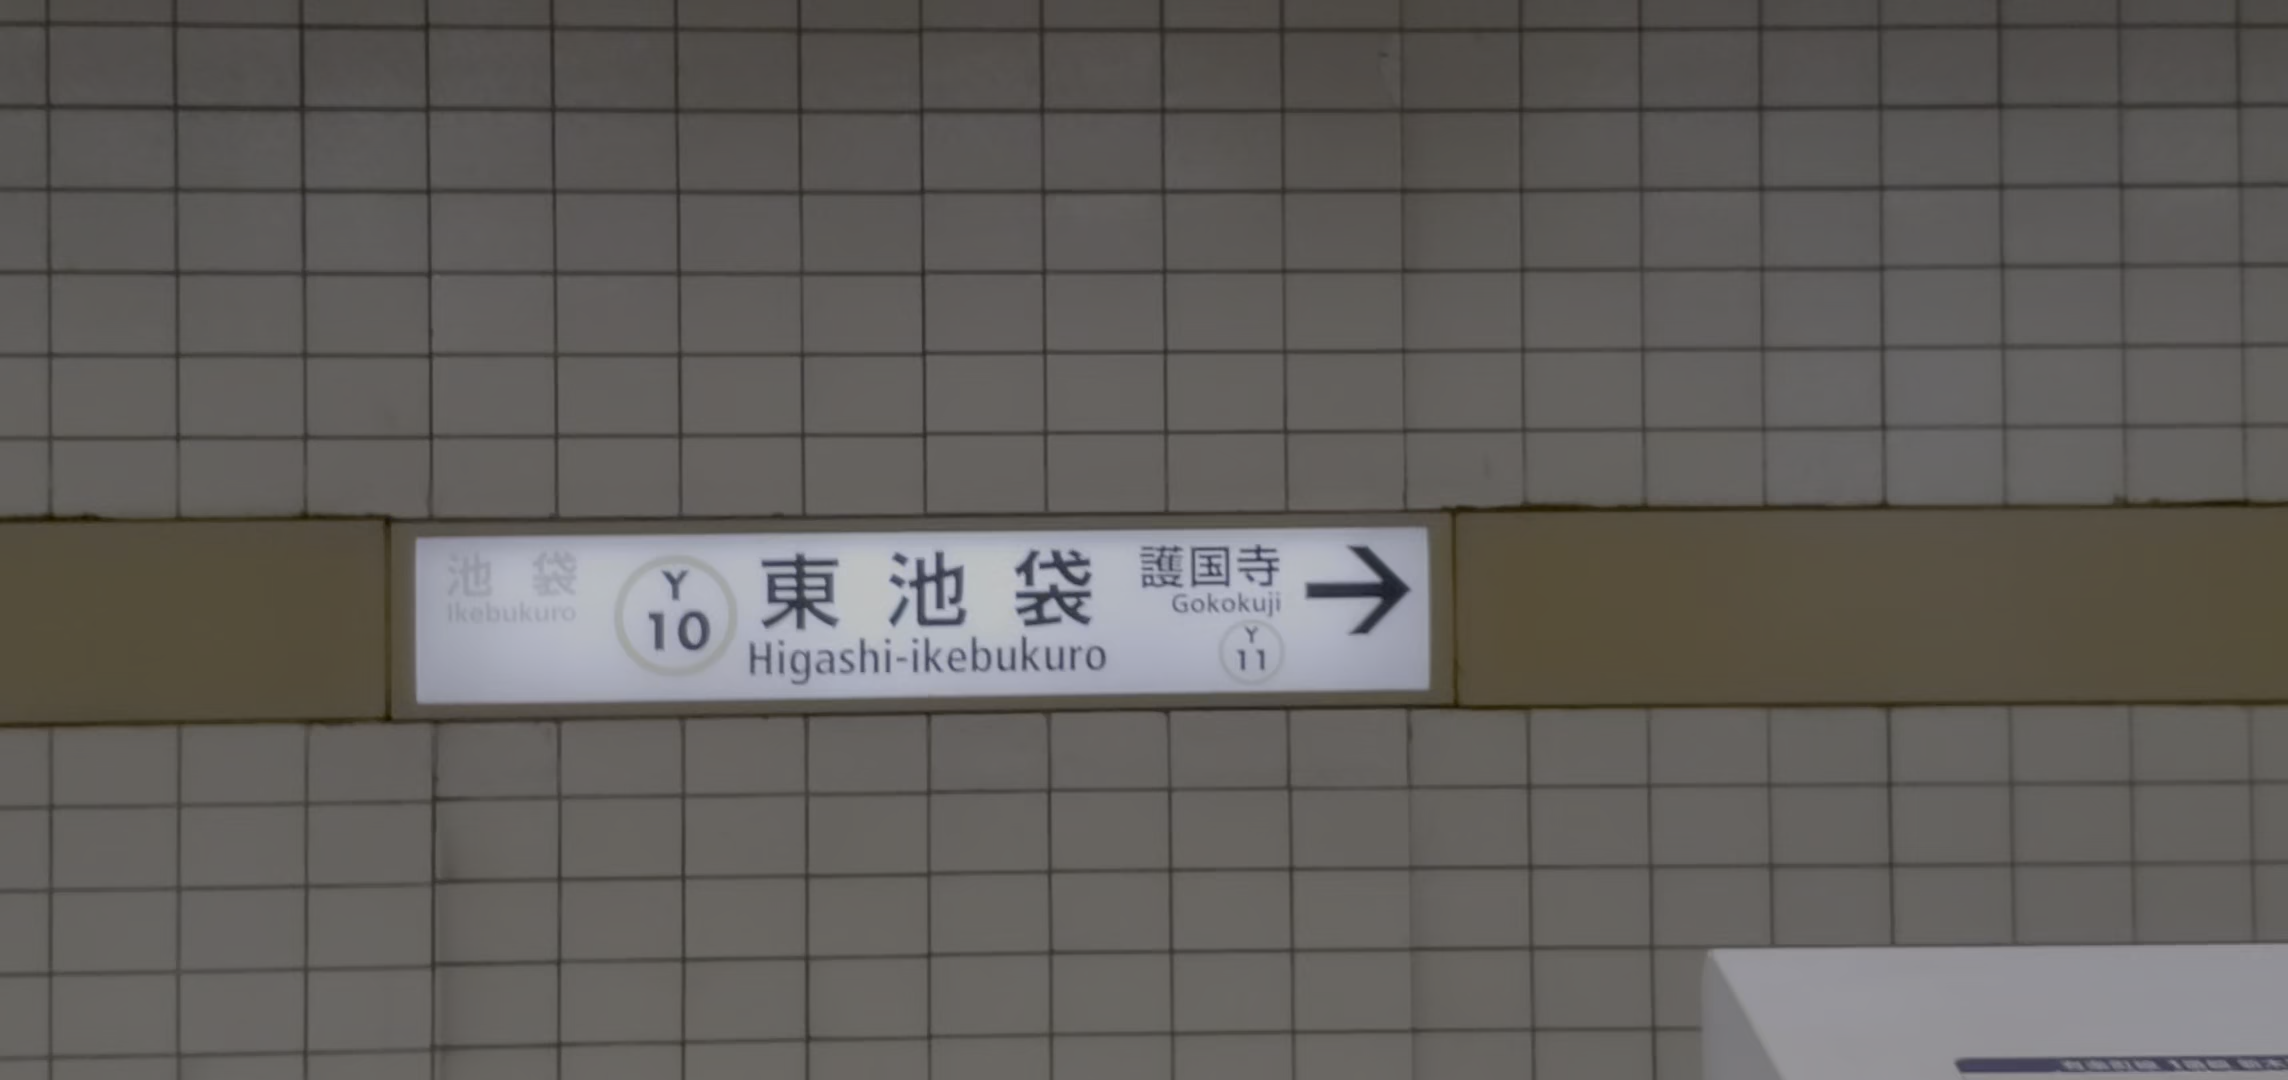 池袋
Ikebukuro
Y
10
東池袋
Higashi-ikebukuro
護国寺
Gokokuji
Y
11